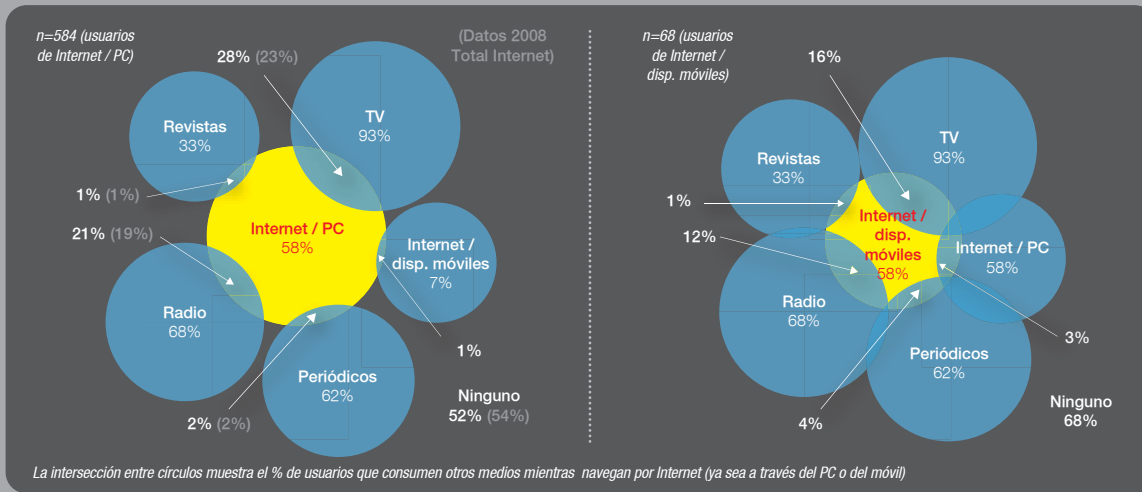 n=584 (usuarios
de Internet / PC)
28% (23%)
(Datos 2008
Total Internet)
TV
93%
Revistas
33%
1% (1%)
21% (19%)
Internet / PC
58%
Internet /
disp. móviles
7%
Radio
68%
1%
Periódicos
62%
2% (2%)
Ninguno
52% (54%)
n=68 (usuarios
de Internet /
disp. móviles)
16%
TV
93%
Revistas
33%
1%
12%
Internet /
disp.
móviles
58%
Internet / PC
58%
Radio
68%
3%
Periódicos
62%
4%
Ninguno
68%
La intersección entre círculos muestra el % de usuarios que consumen otros medios mientras navegan por Internet (ya sea a través del PC o del móvil)